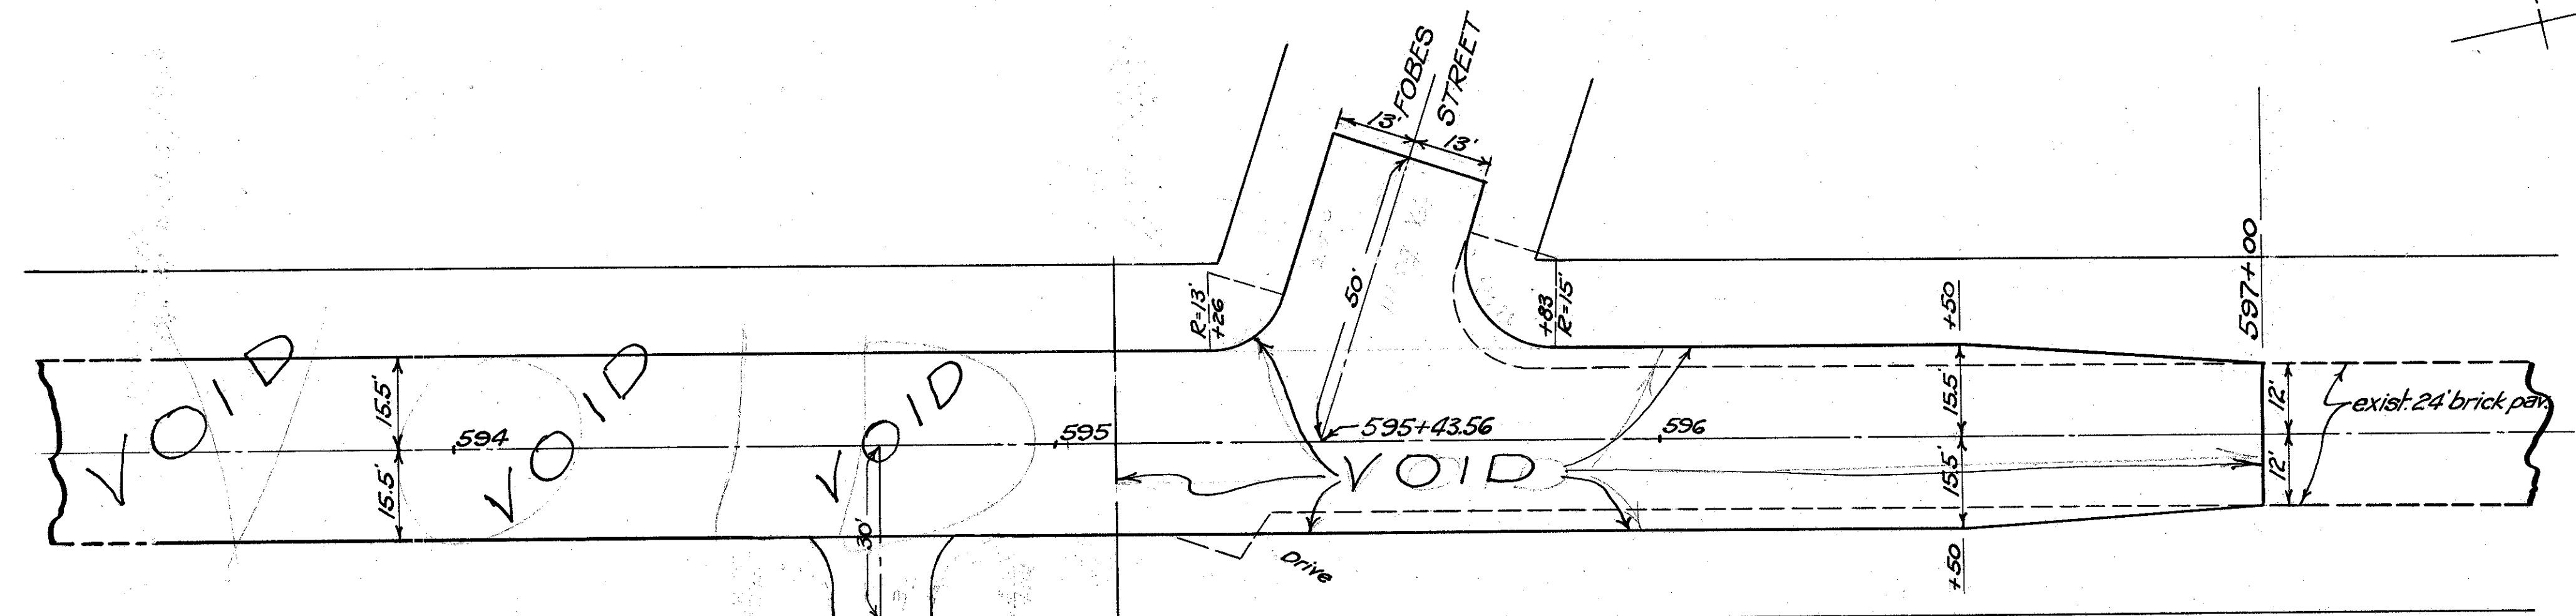 FOBES
STREET
13'
13'
50'
R=13'
+26
+83
R=15'
+50
597+00
VOID
VOID
VOID
15.5'
15.5'
594
595
595+43.56
596
15.5'
15.5'
12'
12'
exist. 24' brick pav.
VOID
30'
Drive
+50